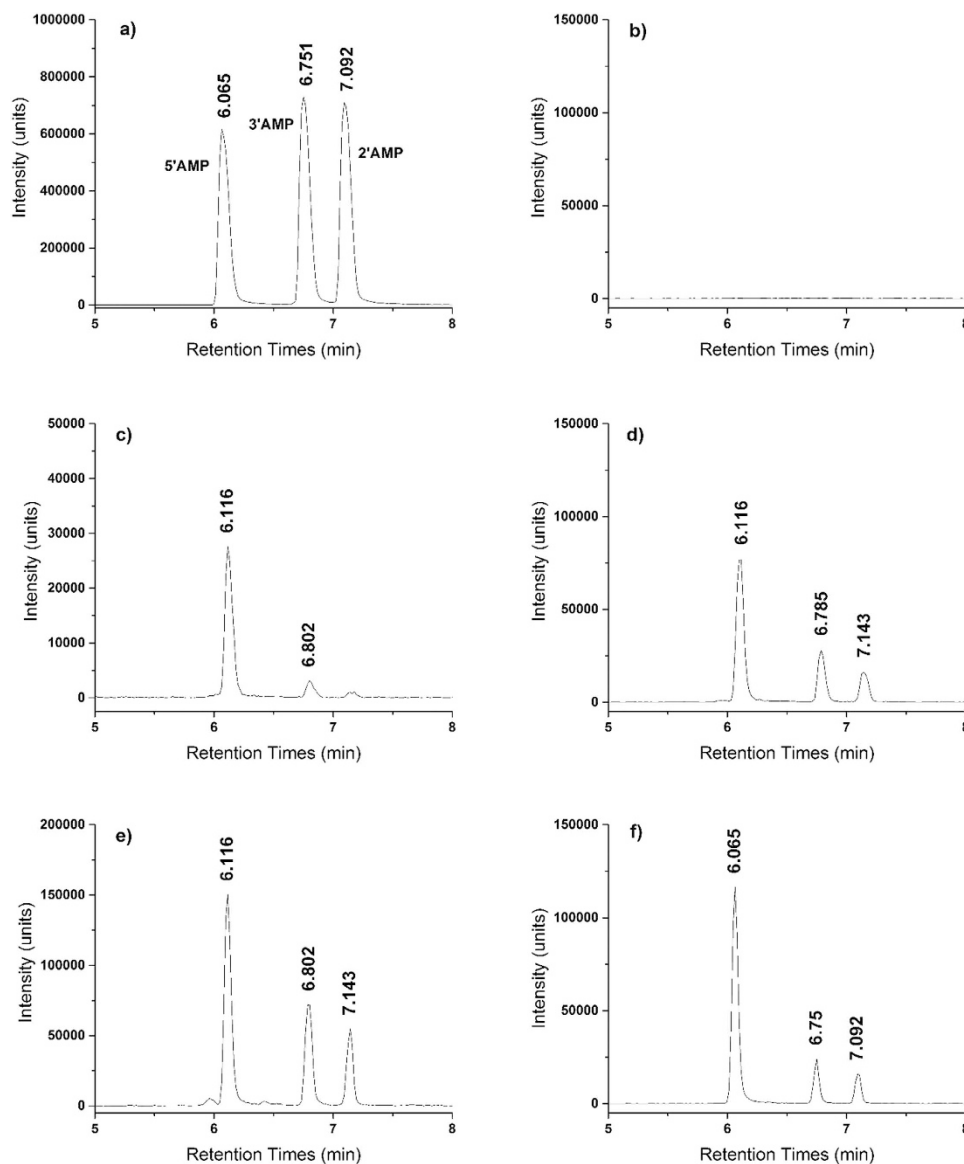 a)
1000000
800000
600000
400000
200000
0
6.065
6.751
7.092
5'AMP
3'AMP
2'AMP
5 6 7 8
Intensity (units)
Retention Times (min)
b)
150000
100000
50000
0
5 6 7 8
Intensity (units)
Retention Times (min)
c)
50000
40000
30000
20000
10000
0
6.116
6.802
5 6 7 8
Intensity (units)
Retention Times (min)
d)
150000
100000
50000
0
6.116
6.785
7.143
5 6 7 8
Intensity (units)
Retention Times (min)
e)
200000
150000
100000
50000
0
6.116
6.802
7.143
5 6 7 8
Intensity (units)
Retention Times (min)
f)
150000
100000
50000
0
6.065
6.75
7.092
5 6 7 8
Intensity (units)
Retention Times (min)